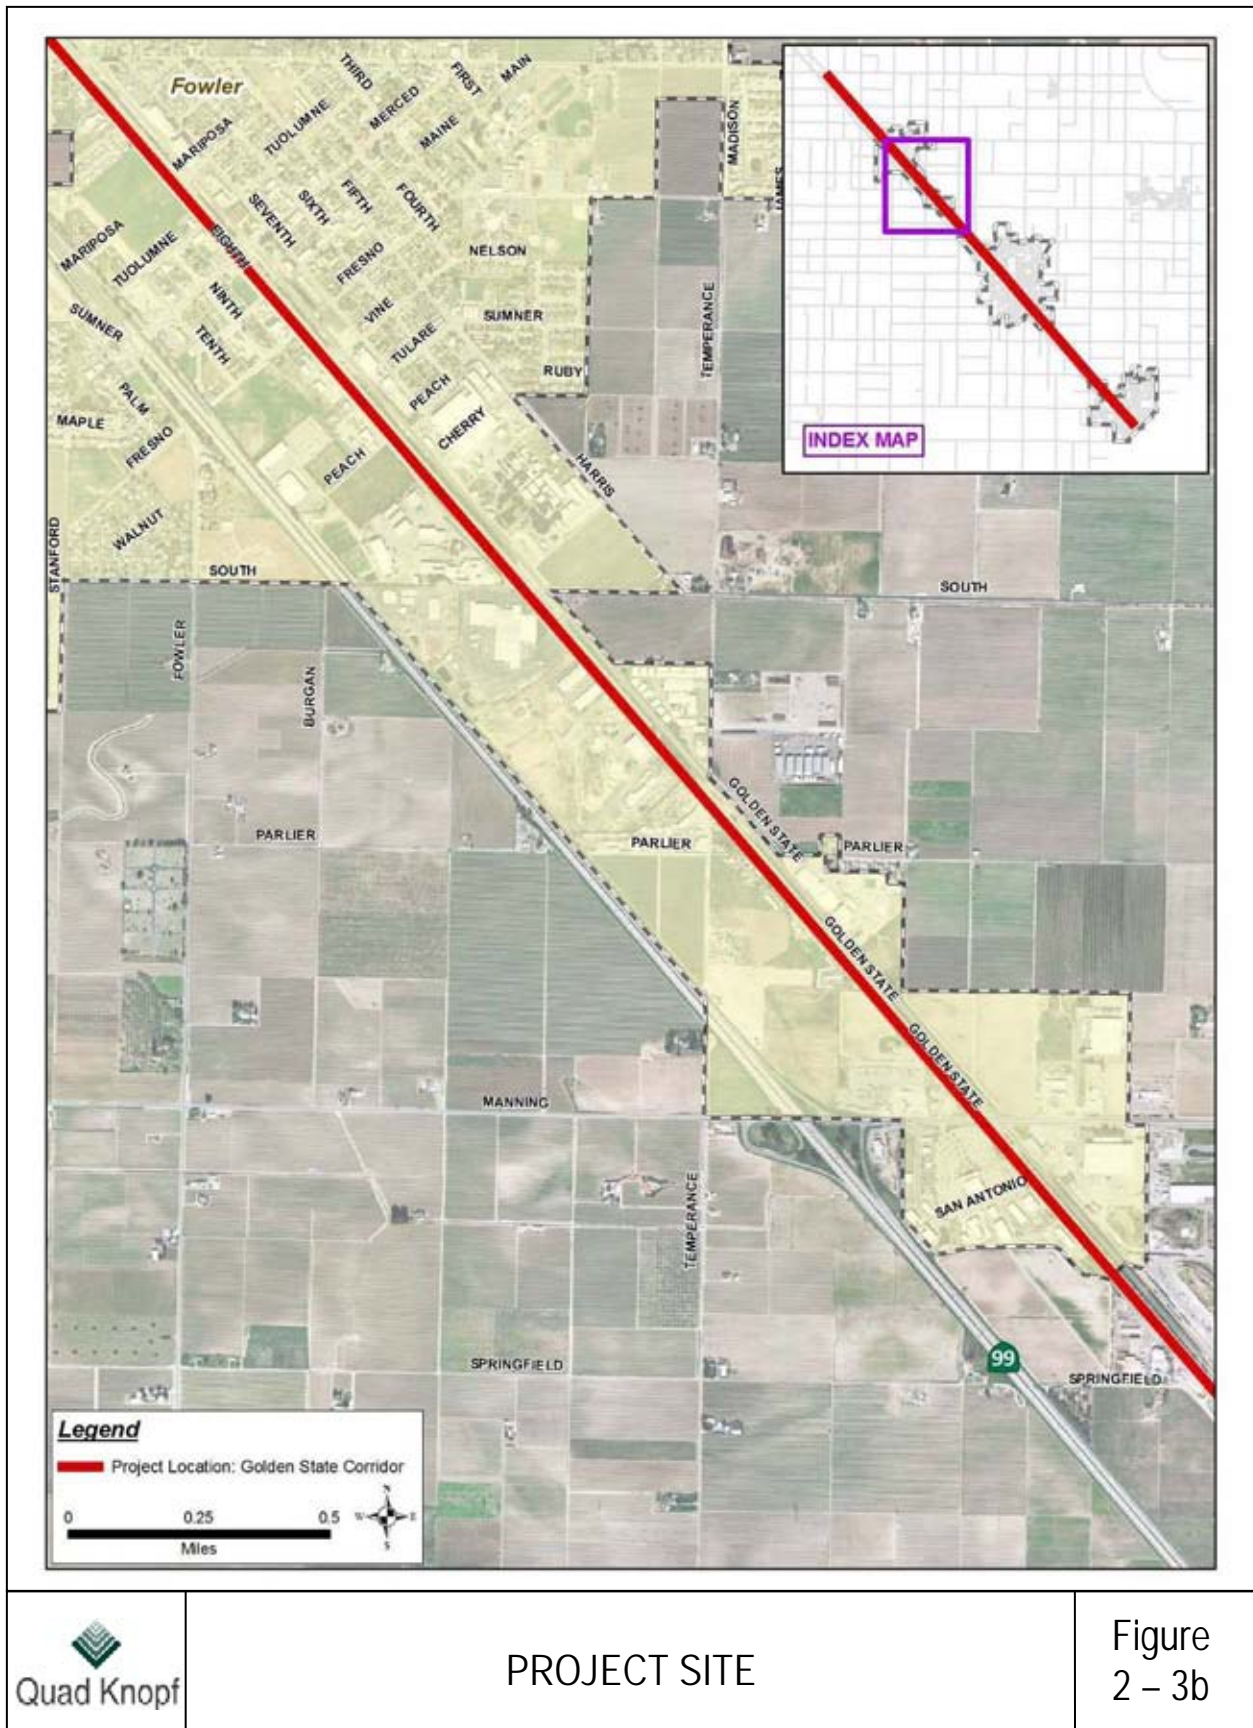 Fowler
THIRD
FIRST
MAIN
MERCED
TUOLUMNE
MARIPOSA
MAINE
MADISON
JAMES
FIFTH
SIXTH
FOURTH
SEVENTH
EIGHTH
MARIPOSA
TUOLUMNE
FRESNO
NELSON
NINTH
VINE
SUMNER
SUMNER
TENTH
TULARE
TEMPERANCE
RUBY
PALM
PEACH
MAPLE
CHERRY
FRESNO
PEACH
HARRIS
WALNUT
STANFORD
SOUTH
SOUTH
INDEX MAP
FOWLER
BURGAN
GOLDEN STATE
PARLIER
PARLIER
PARLIER
GOLDEN STATE
GOLDEN STATE
MANNING
TEMPERANCE
SAN ANTONIO
99
SPRINGFIELD
SPRINGFIELD
Legend
Project Location: Golden State Corridor
0 0.25 0.5
Miles
N
W E
S
Quad Knopf
PROJECT SITE
Figure
2 – 3b